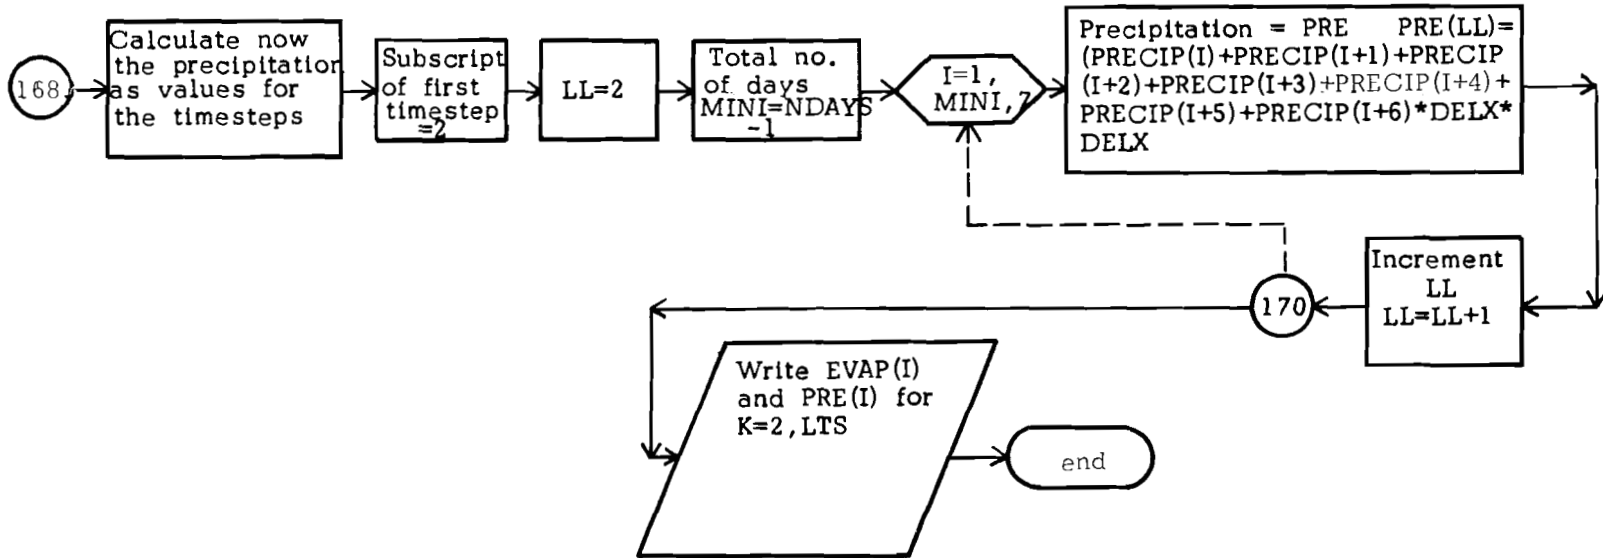 168
Calculate now
the precipitation
as values for
the timesteps
Subscript
of first
timestep
=2
LL=2
Total no.
of days
MINI=NDAYS
-1
I=1,
MINI,7
Precipitation = PRE PRE(LL)=
(PRECIP(I)+PRECIP(I+1)+PRECIP
(I+2)+PRECIP(I+3)+PRECIP(I+4)+
PRECIP(I+5)+PRECIP(I+6)*DELX*
DELX
Increment
LL
LL=LL+1
170
Write EVAP(I)
and PRE(I) for
K=2,LTS
end